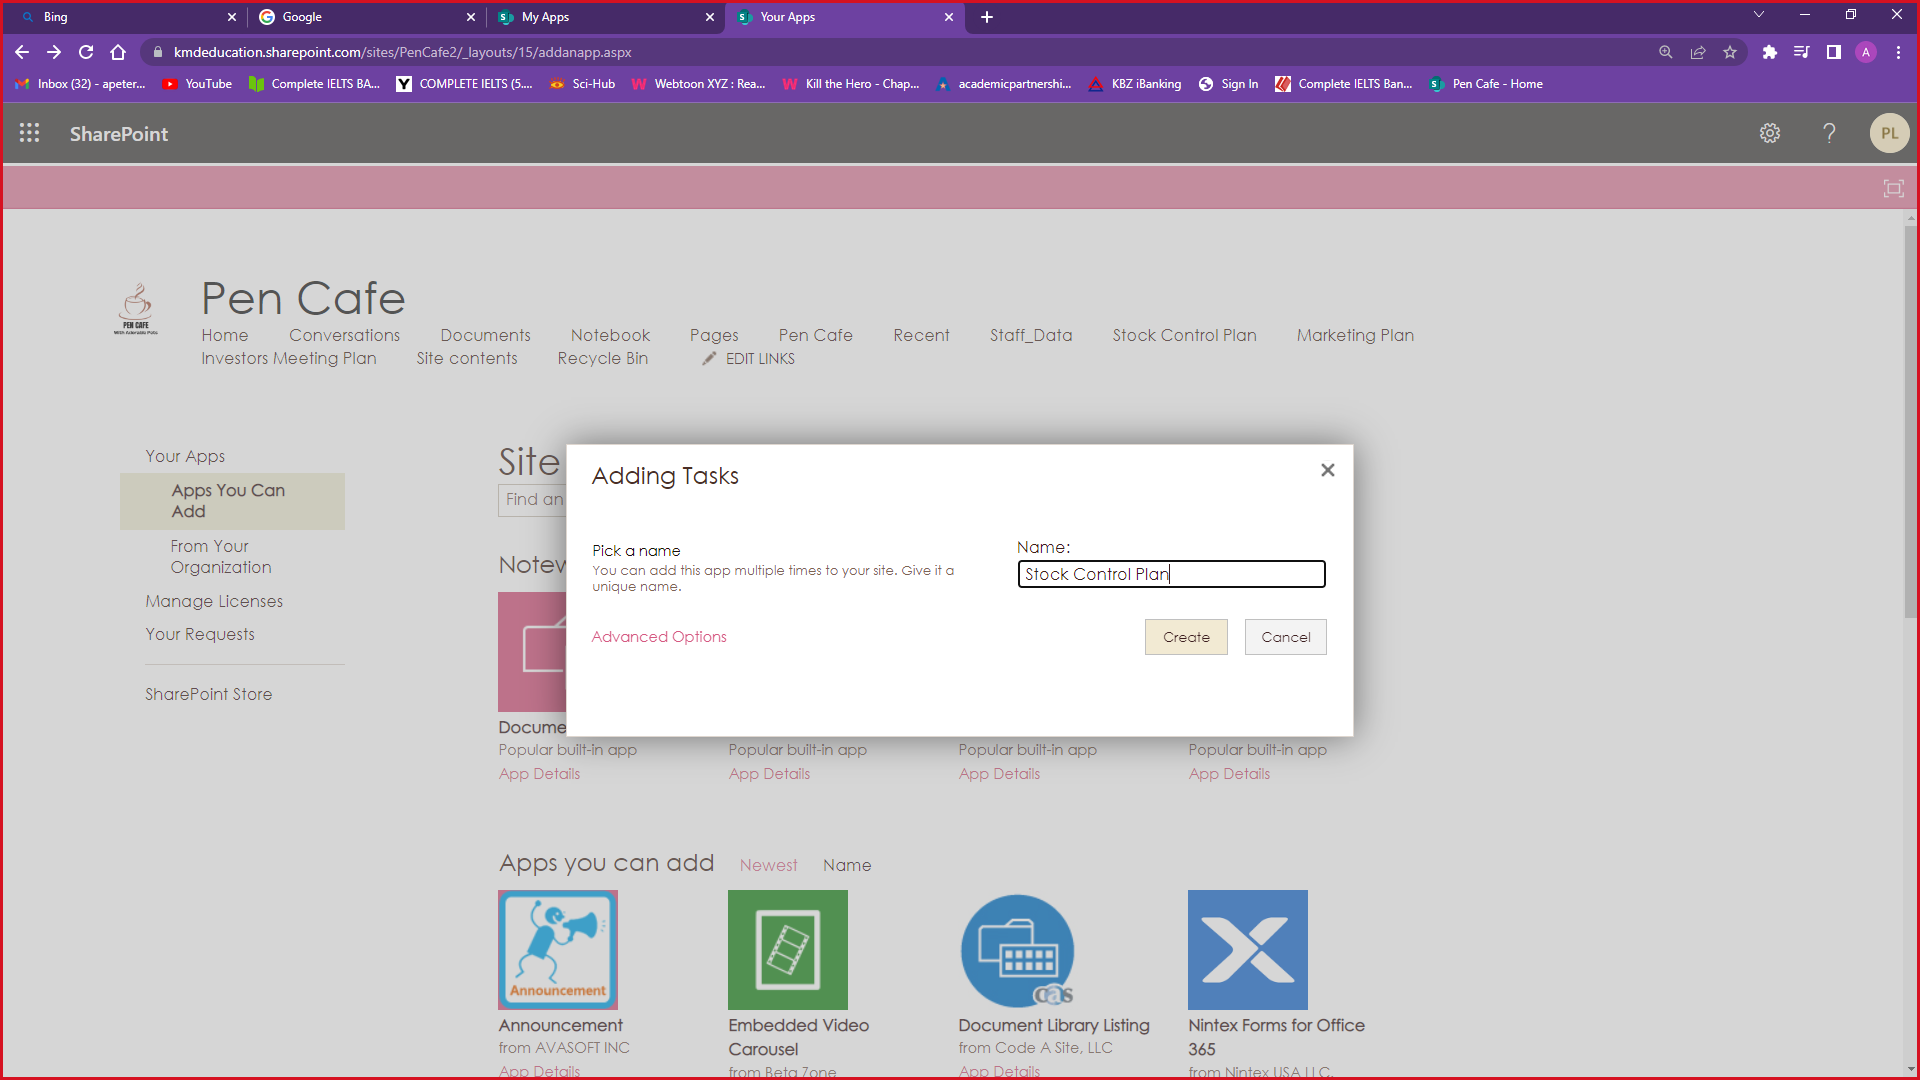 Bing
Google
My Apps
Your Apps
kmdeducation.sharepoint.com/sites/PenCafe2/_layouts/15/addanapp.aspx
A
Inbox (32) - apeter...
YouTube
Complete IELTS BA...
COMPLETE IELTS (5....
Sci-Hub
Webtoon XYZ : Rea...
Kill the Hero - Chap...
academicpartnershi...
KBZ iBanking
Sign In
Complete IELTS Ban...
Pen Cafe - Home
SharePoint
PL
PEN CAFE
With Adorable Pets
Pen Cafe
Home Conversations Documents Notebook Pages Pen Cafe Recent Staff_Data Stock Control Plan Marketing Plan
Investors Meeting Plan Site contents Recycle Bin EDIT LINKS
Your Apps
Apps You Can
Add
From Your
Organization
Manage Licenses
Your Requests
SharePoint Store
Site
Find an
Notew
Adding Tasks
Pick a name
You can add this app multiple times to your site. Give it a
unique name.
Name:
Stock Control Plan
Advanced Options
Create
Cancel
Docume
Popular built-in app Popular built-in app Popular built-in app Popular built-in app
App Details App Details App Details App Details
Apps you can add Newest Name
Announcement
cas
Announcement
from AVASOFT INC
App Details
Embedded Video
Carousel
from Beta Zone
Document Library Listing
from Code A Site, LLC
App Details
Nintex Forms for Office
365
from Nintex USA LLC.